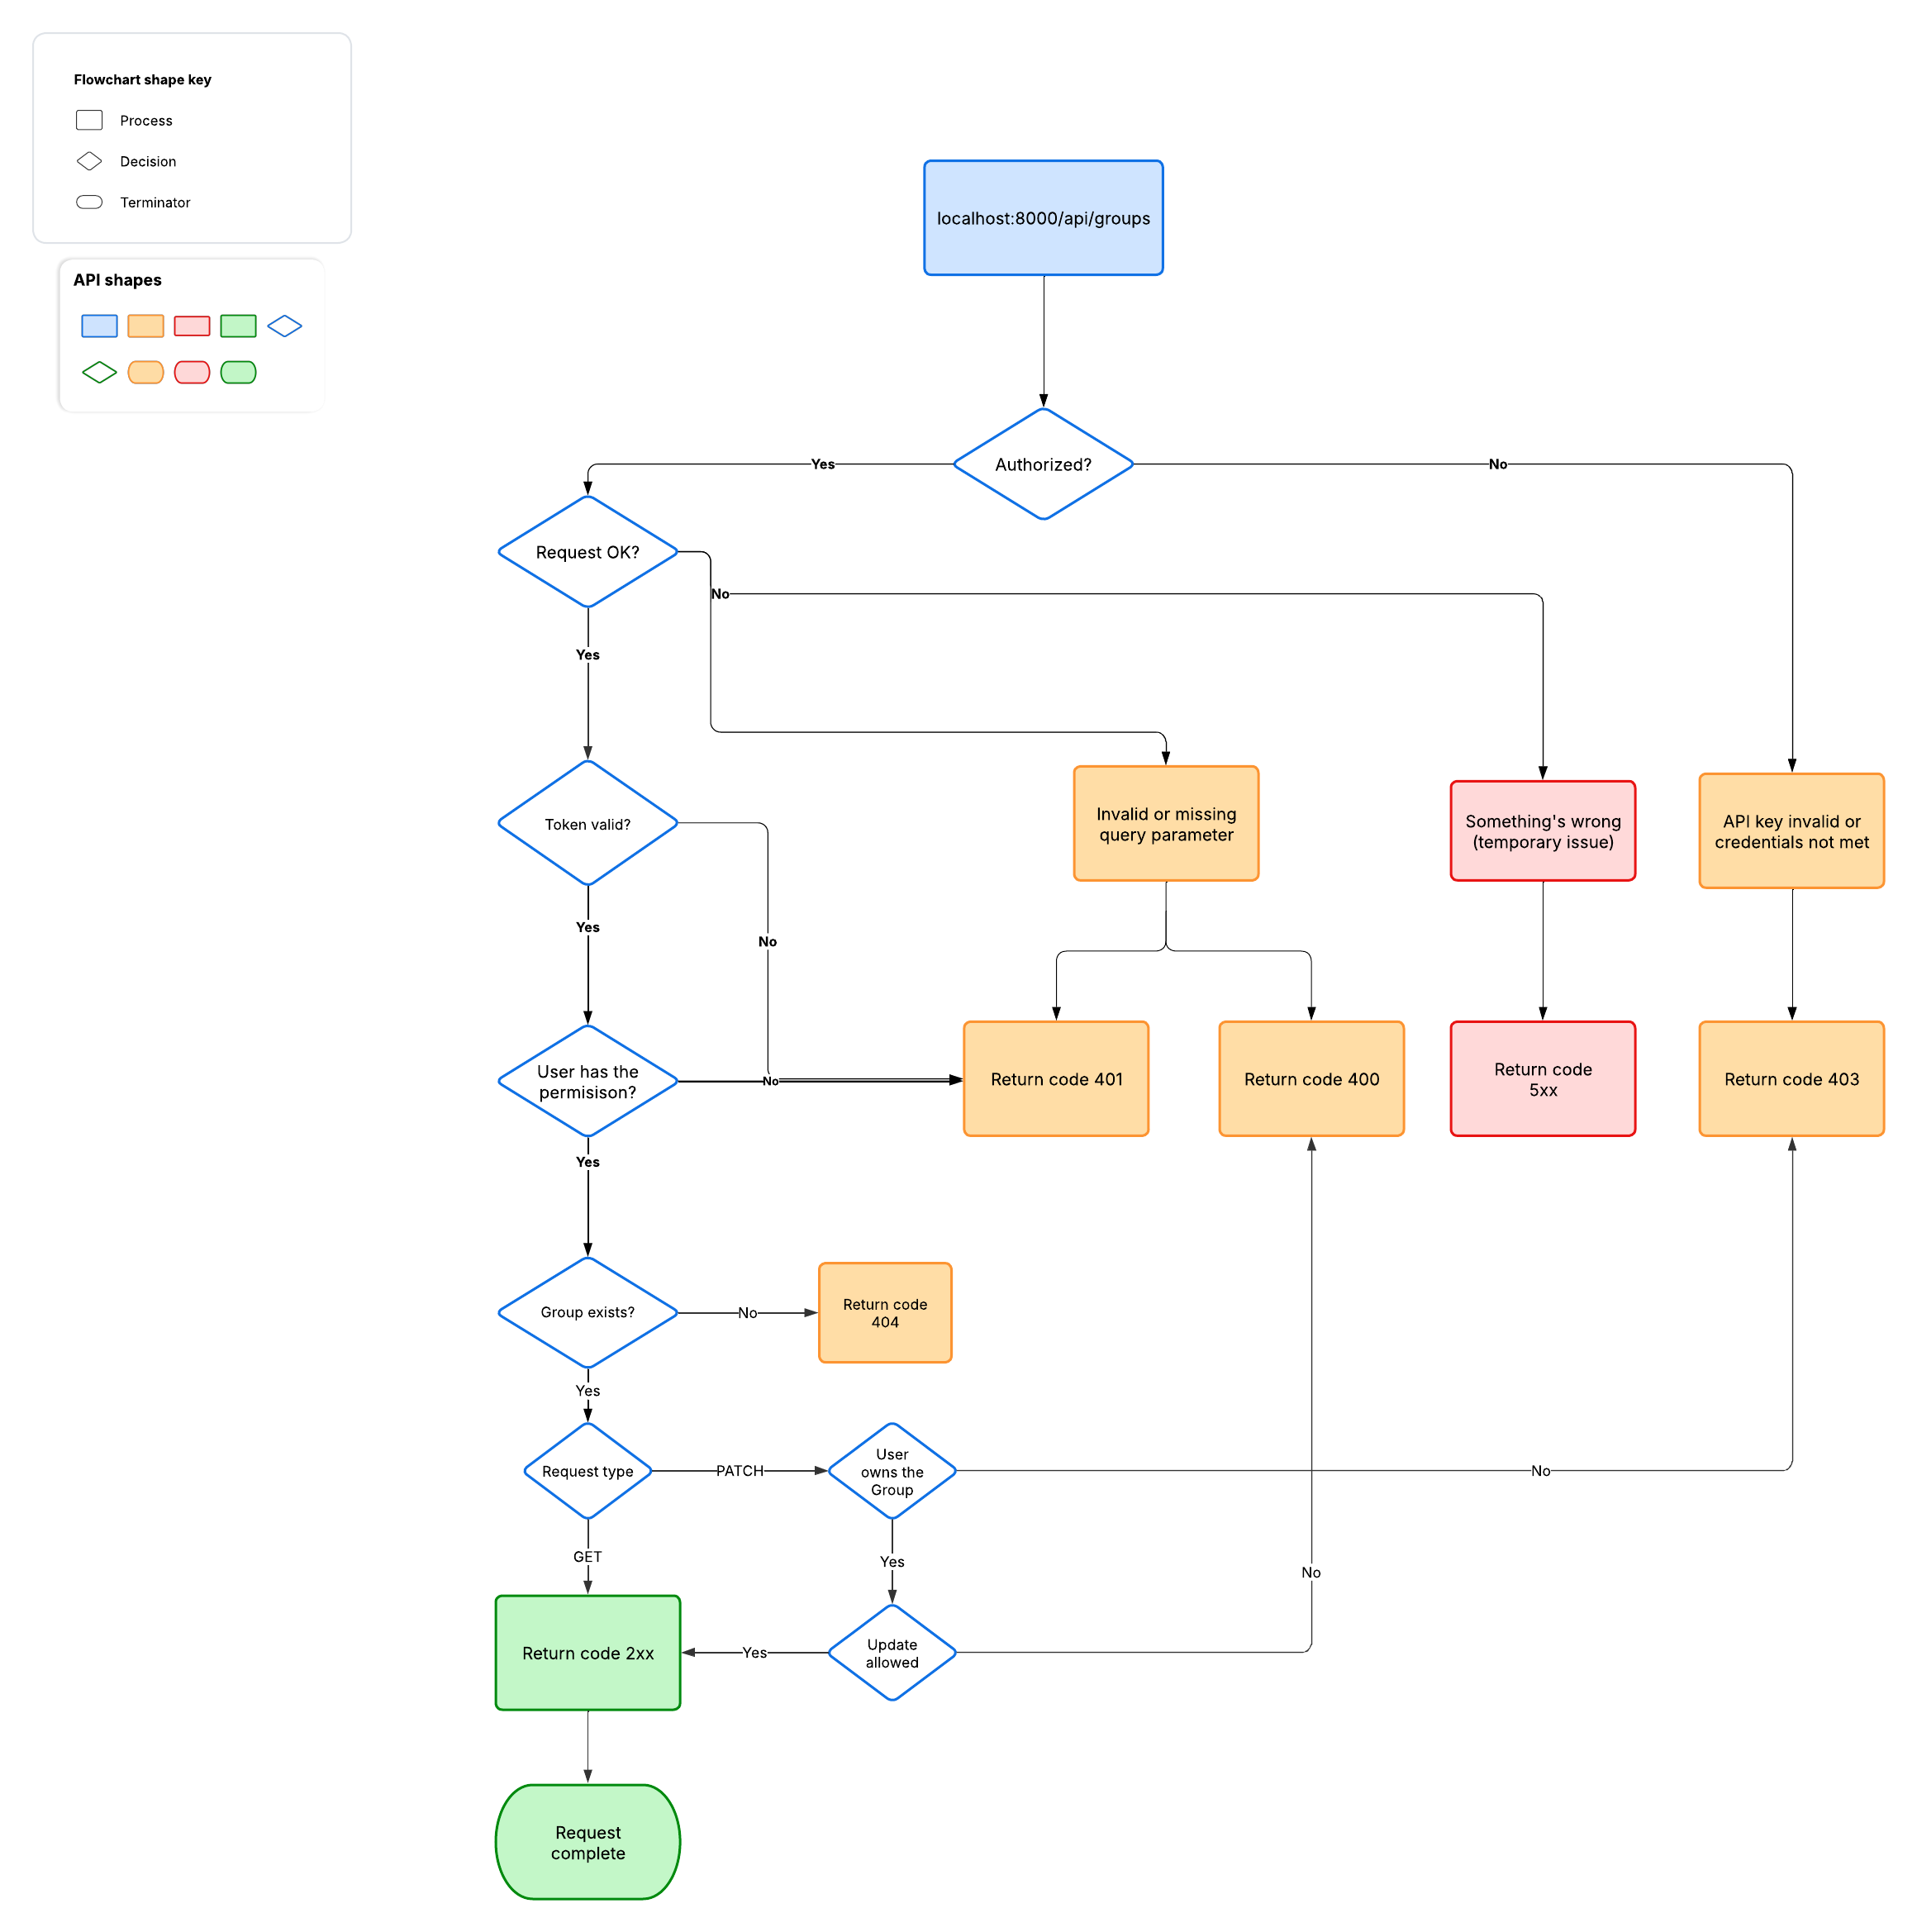 Flowchart shape key
Process
Decision
Terminator
API shapes
localhost:8000/api/groups
Authorized?
Yes
No
Request OK?
No
Yes
Token valid?
Invalid or missing
query parameter
Something's wrong
(temporary issue)
API key invalid or
credentials not met
Yes
No
User has the
permisison?
No
Return code 401
Return code 400
Return code
5xx
Return code 403
Yes
Group exists?
No
Return code
404
Yes
Request type
PATCH
User
owns the
Group
No
GET
Yes
No
Return code 2xx
Yes
Update
allowed
Request
complete